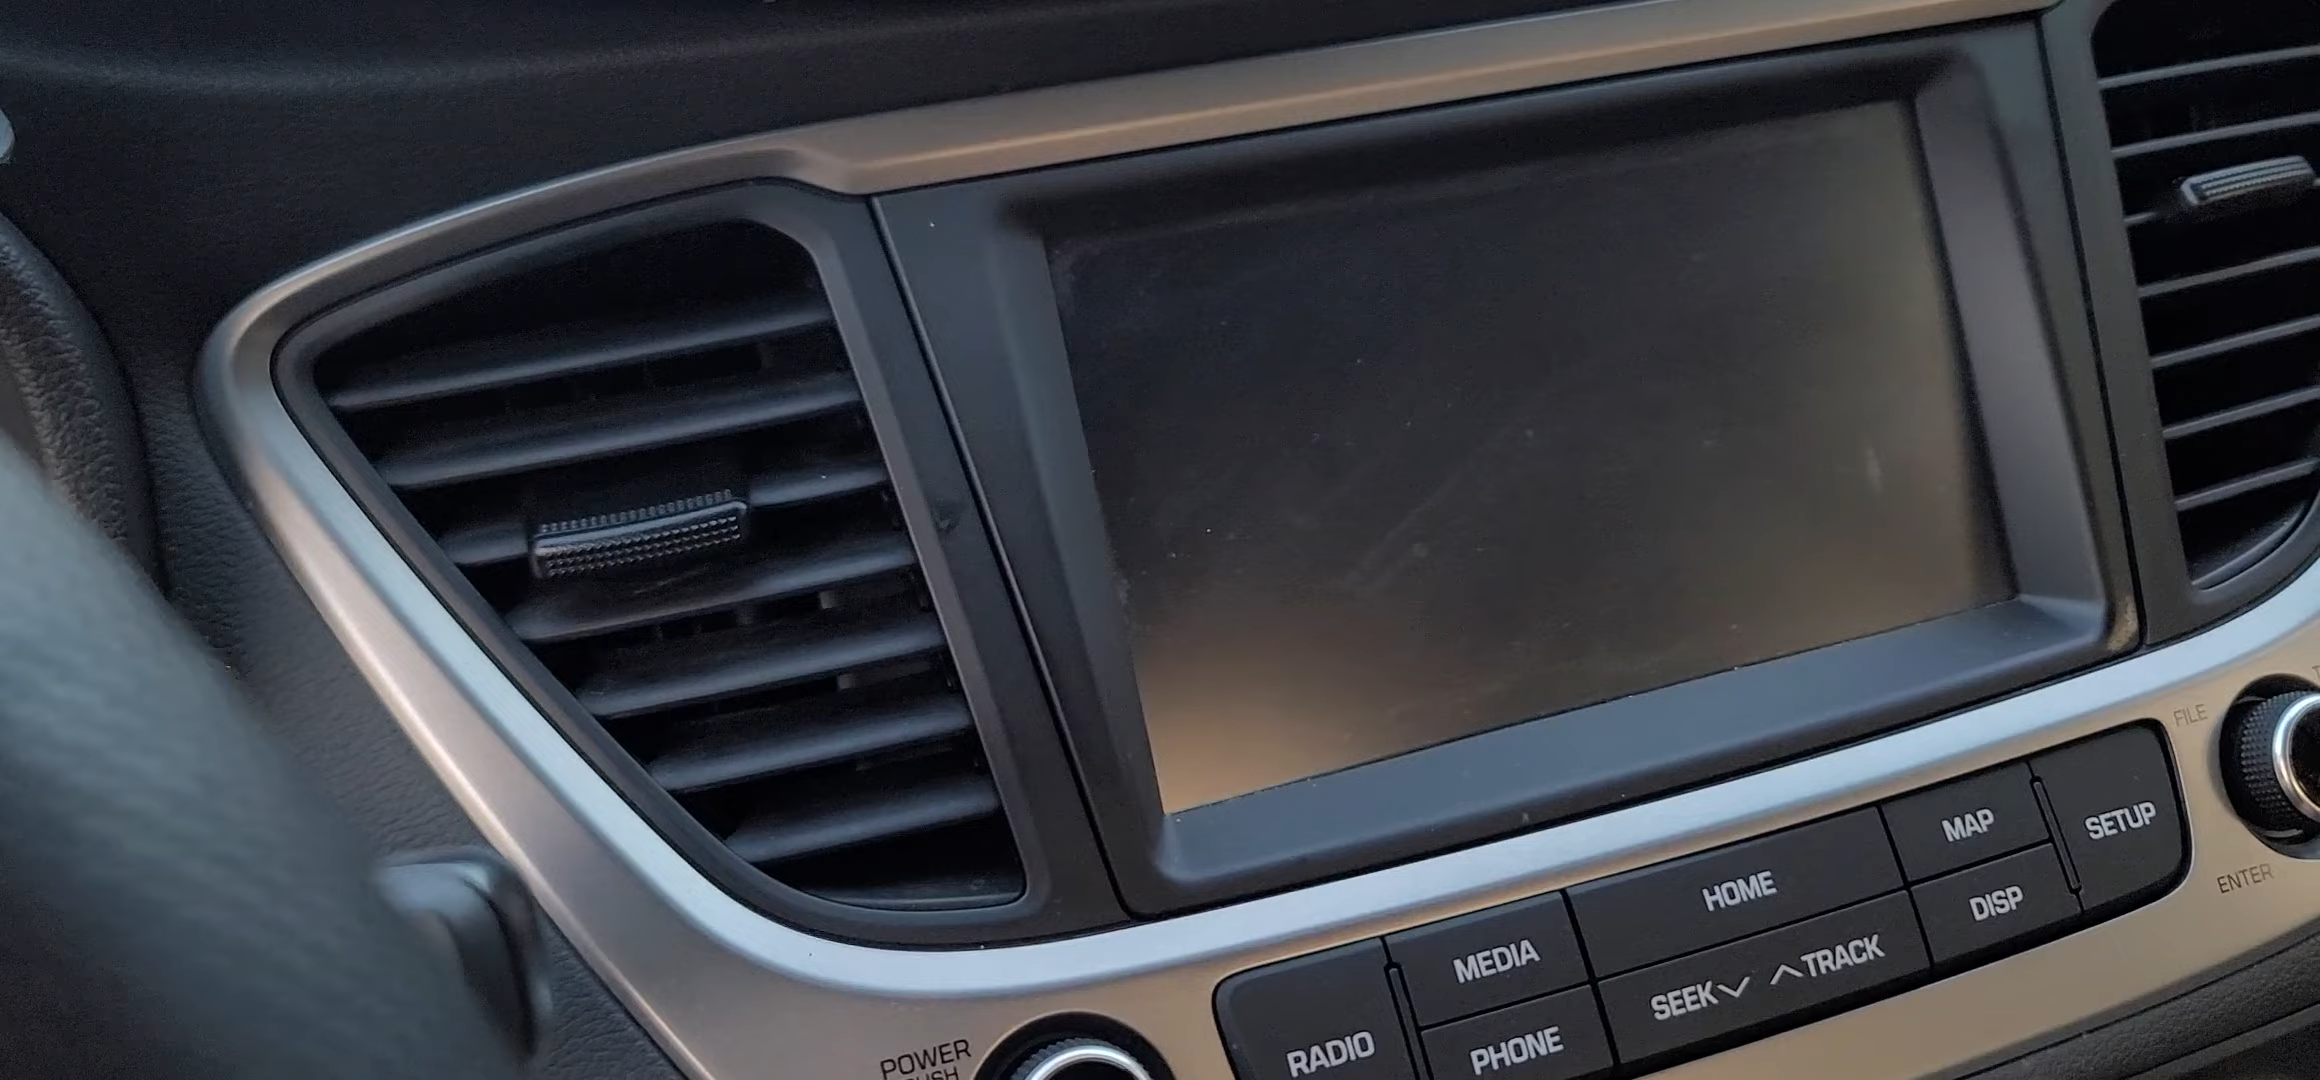 FILE
MAP
SETUP
HOME
DISP
ENTER
MEDIA
SEEK TRACK
RADIO
PHONE
POWER